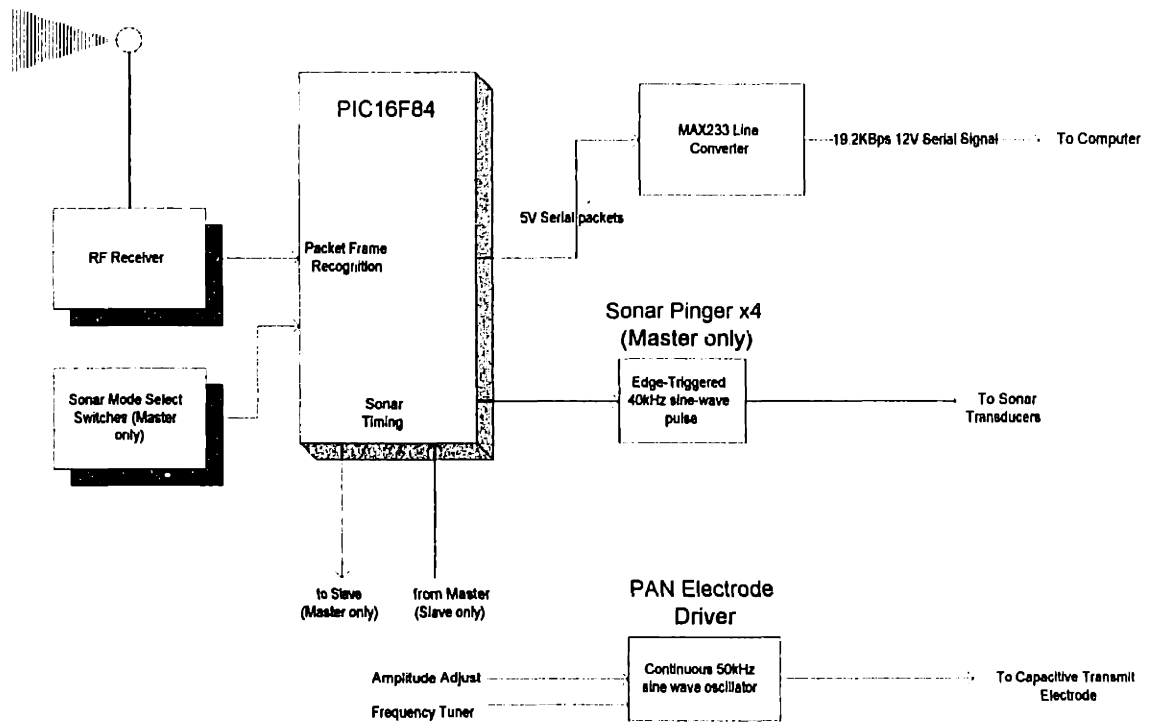 PIC16F84
MAX233 Line
Converter
19.2KBps 12V Serial Signal
To Computer
5V Serial packets
RF Receiver
Packet Frame
Recognition
Sonar Pinger x4
(Master only)
Sonar Mode Select
Switches (Master
only)
Sonar
Timing
Edge-Triggered
40kHz sine-wave
pulse
To Sonar
Transducers
to Slave
(Master only)
from Master
(Slave only)
PAN Electrode
Driver
Amplitude Adjust
Frequency Tuner
Continuous 50kHz
sine wave oscillator
To Capacitive Transmit
Electrode